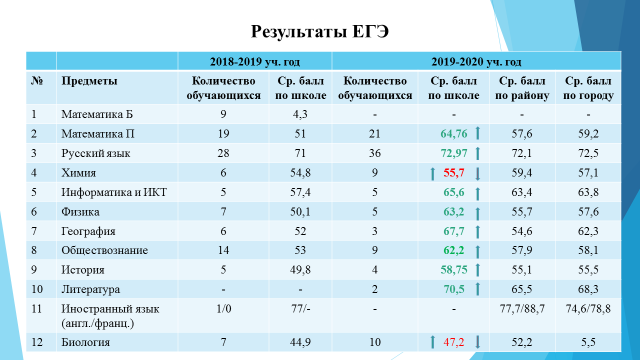 Результаты ЕГЭ
2018-2019 уч. год 2019-2020 уч. год
№ Предметы Количество обучающихся Ср. балл по школе Количество обучающихся Ср. балл по школе Ср. балл по району Ср. балл по городу
1 Математика Б 9 4,3 - - - -
2 Математика П 19 51 21 64,76 57,6 59,2
3 Русский язык 28 71 36 72,97 72,1 72,5
4 Химия 6 54,8 9 55,7 59,4 57,1
5 Информатика и ИКТ 5 57,4 5 65,6 63,4 63,8
6 Физика 7 50,1 5 63,2 55,7 57,6
7 География 6 52 3 67,7 54,6 62,3
8 Обществознание 14 53 9 62,2 57,9 58,1
9 История 5 49,8 4 58,75 55,1 55,5
10 Литература - - 2 70,5 65,5 68,3
11 Иностранный язык (англ./франц.) 1/0 77/- - - 77,7/88,7 74,6/78,8
12 Биология 7 44,9 10 47,2 52,2 5,5